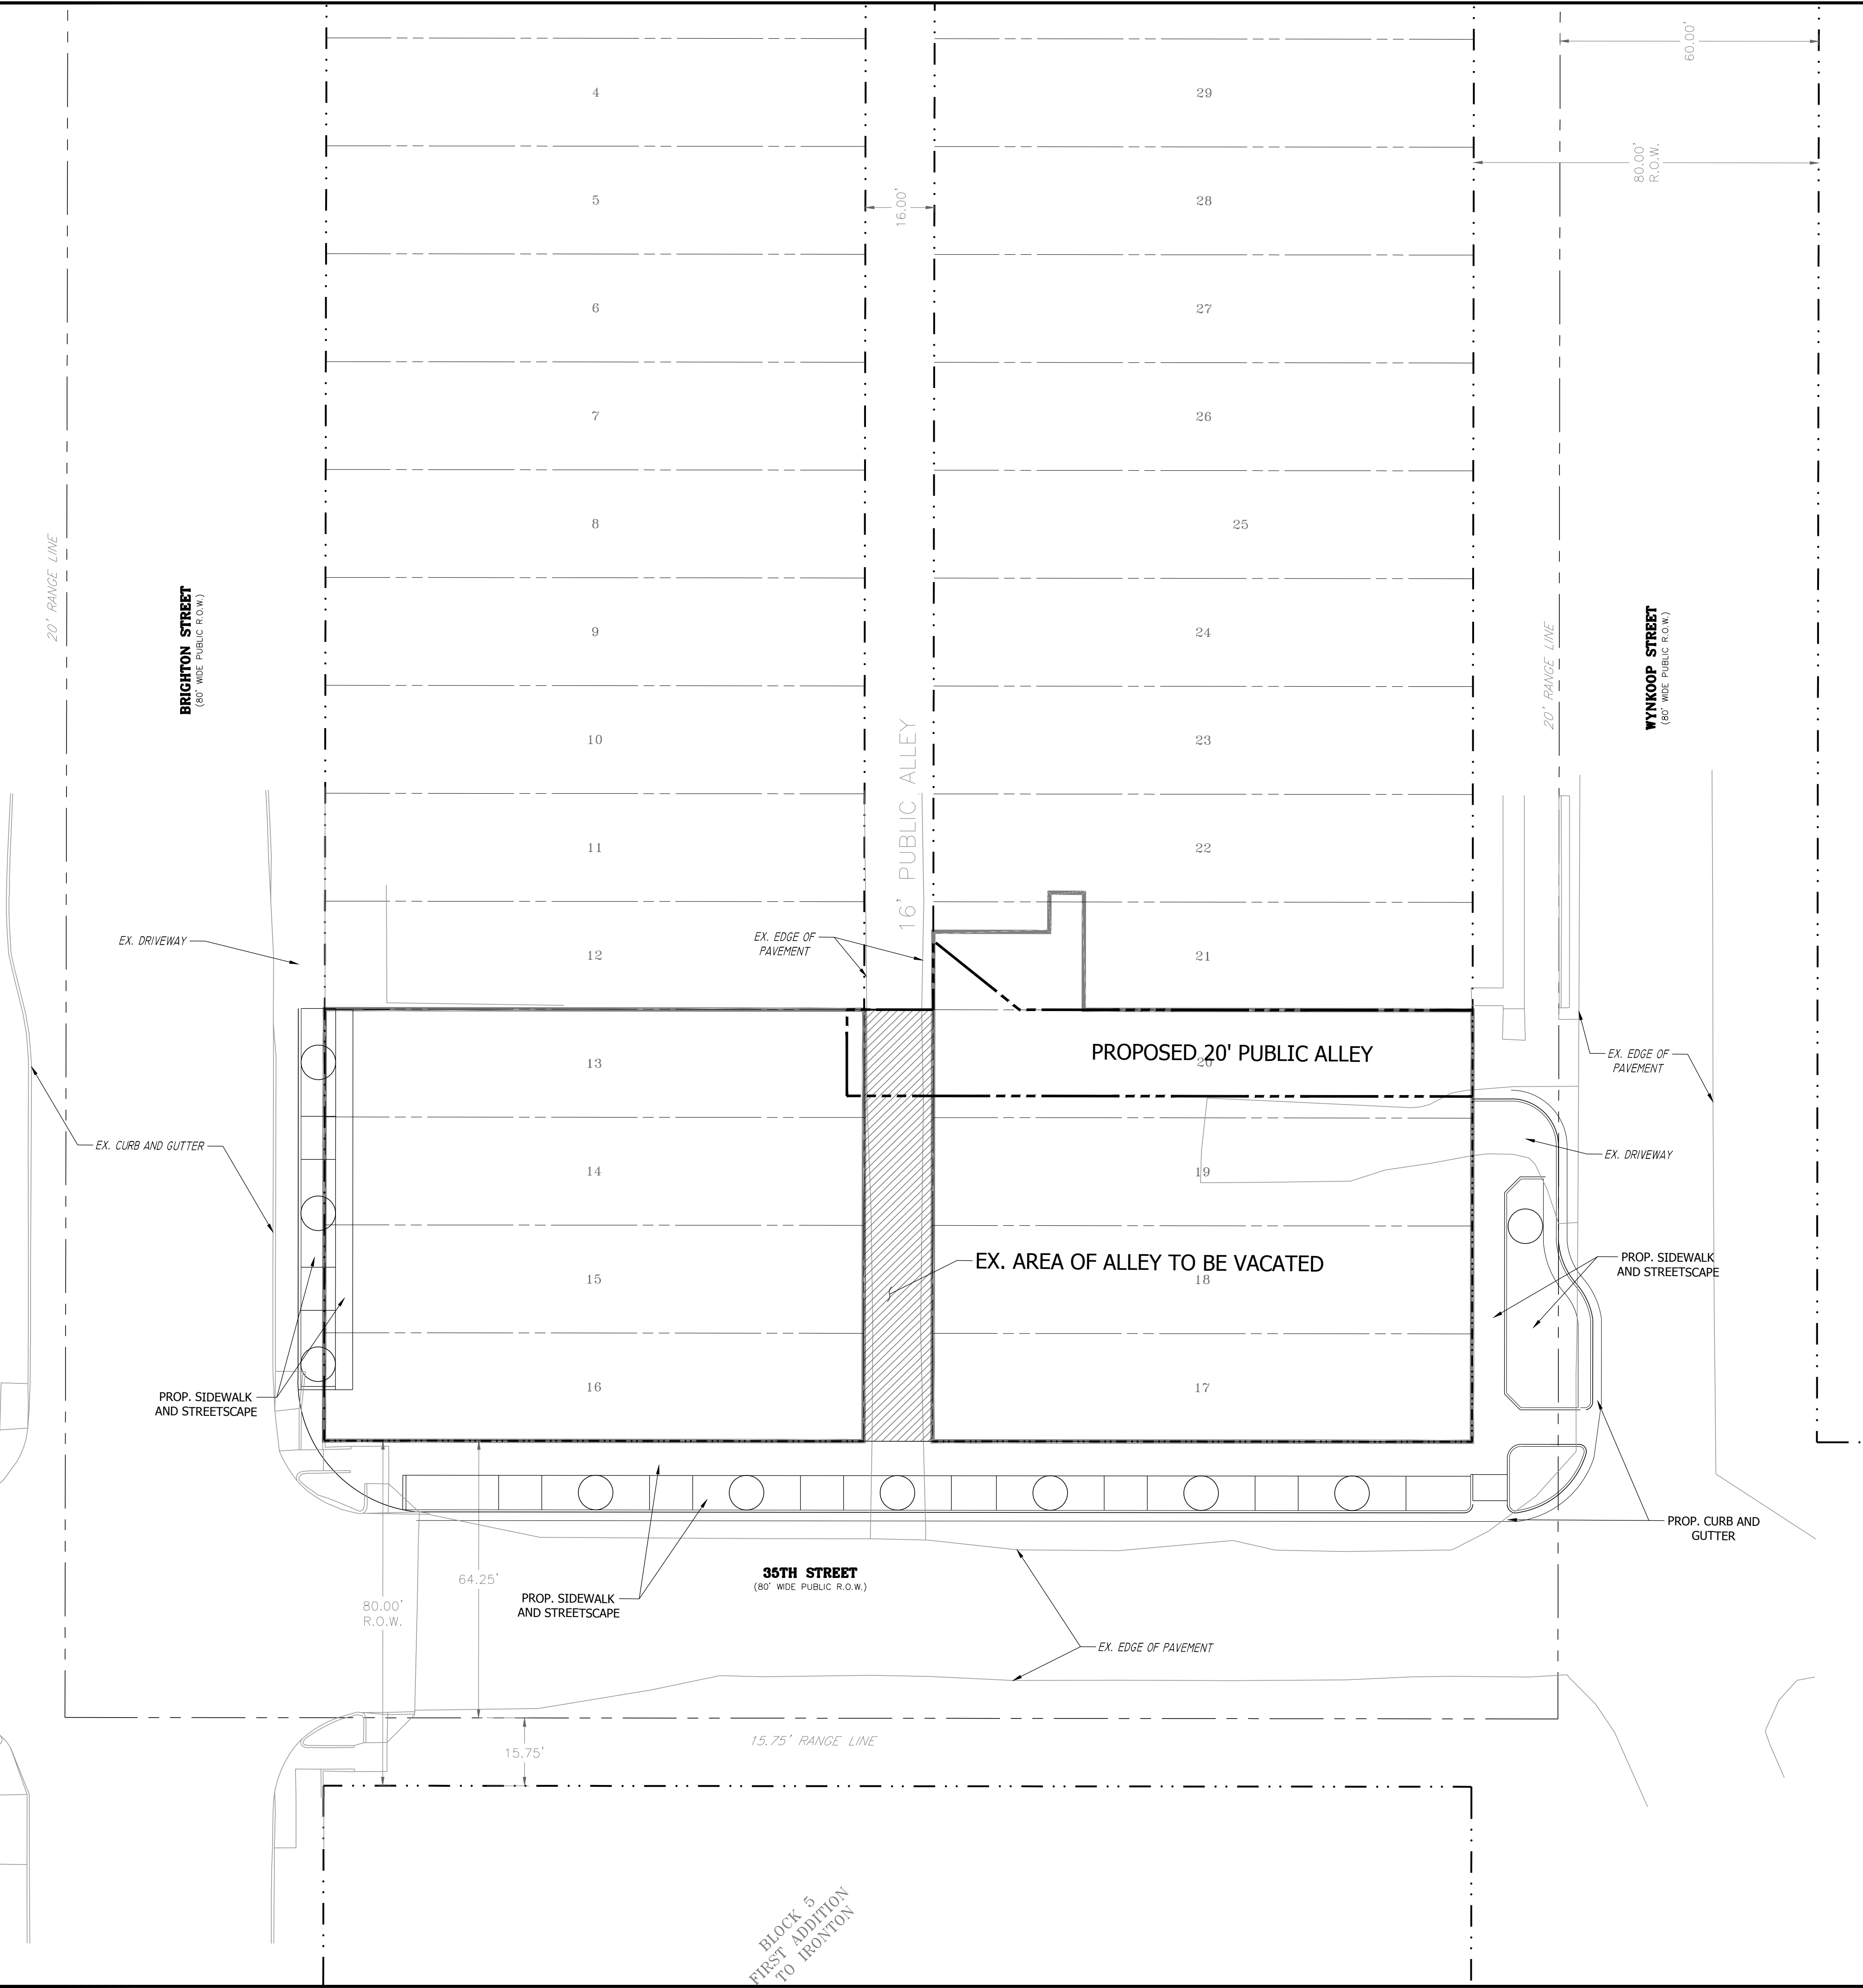 60.00'
4
29
80.00'
R.O.W.
5
16.00'
28
6
27
7
26
8
25
20' RANGE LINE
BRIGHTON STREET
(80' WIDE PUBLIC R.O.W.)
9
24
20' RANGE LINE
WYNKOOP STREET
(80' WIDE PUBLIC R.O.W.)
10
16' PUBLIC ALLEY
23
11
22
EX. DRIVEWAY
EX. EDGE OF
PAVEMENT
12
21
13
PROPOSED 20' PUBLIC ALLEY
20
EX. EDGE OF
PAVEMENT
EX. CURB AND GUTTER
14
19
EX. DRIVEWAY
EX. AREA OF ALLEY TO BE VACATED
15
18
PROP. SIDEWALK
AND STREETSCAPE
PROP. SIDEWALK
AND STREETSCAPE
16
17
PROP. CURB AND
GUTTER
64.25'
35TH STREET
(80' WIDE PUBLIC R.O.W.)
80.00'
R.O.W.
PROP. SIDEWALK
AND STREETSCAPE
EX. EDGE OF PAVEMENT
15.75'
15.75' RANGE LINE
BLOCK 5
FIRST ADDITION
TO IRONTON